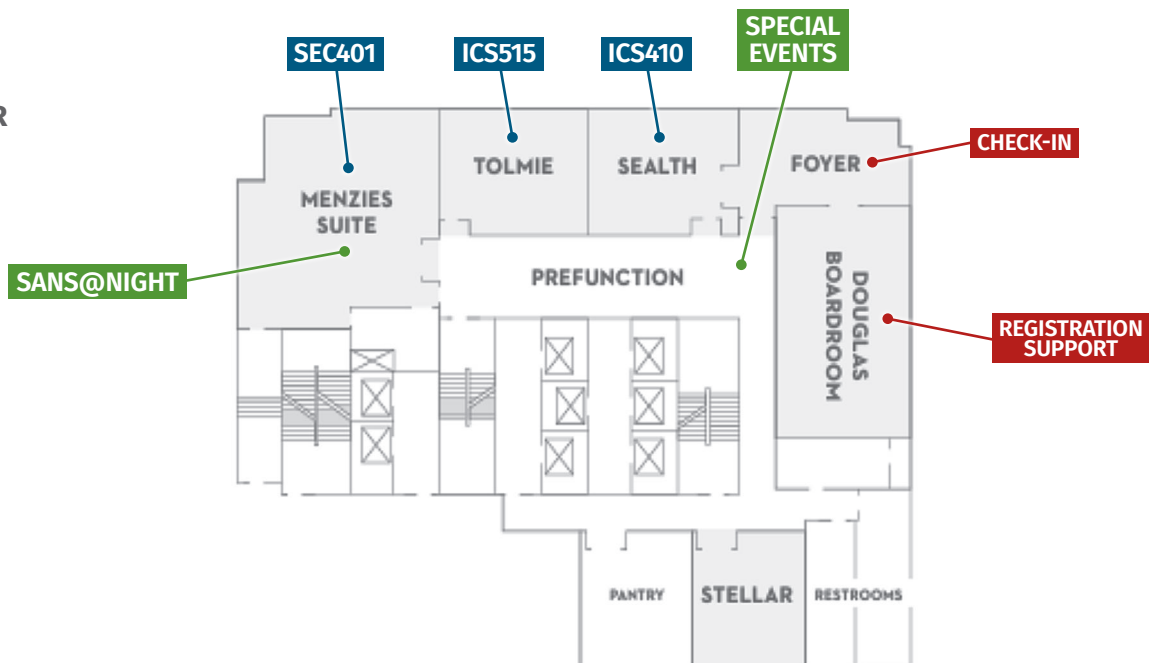 SPECIAL
EVENTS
SEC401
ICS515
ICS410
R
CHECK-IN
TOLMIE
SEALTH
FOYER
MENZIES
SUITE
SANS@NIGHT
PREFUNCTION
DOUGLAS
BOARDROOM
REGISTRATION
SUPPORT
PANTRY
STELLAR
RESTROOMS